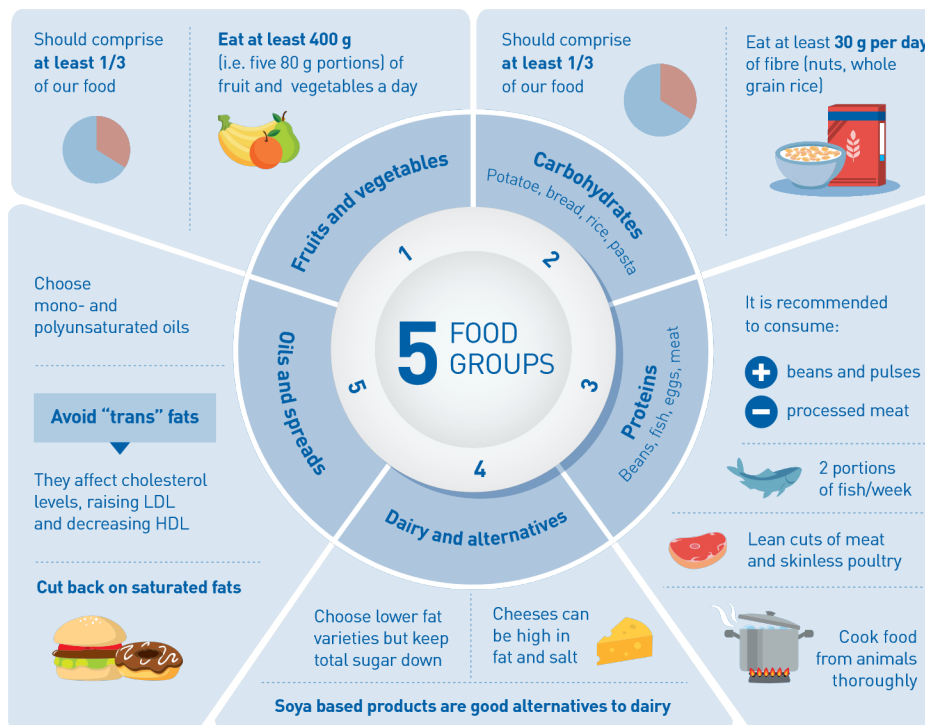 Should comprise
at least 1/3
of our food
Eat at least 400 g
(i.e. five 80 g portions) of
fruit and vegetables a day
Should comprise
at least 1/3
of our food
Eat at least 30 g per day
of fibre (nuts, whole
grain rice)
Fruits and vegetables
1
Carbohydrates
Potatoe, bread, rice, pasta
2
Proteins
Beans, fish, eggs, meat
3
Dairy and alternatives
4
Oils and spreads
5
5 FOOD
GROUPS
Choose
mono- and
polyunsaturated oils
Avoid “trans” fats
They affect cholesterol
levels, raising LDL
and decreasing HDL
Cut back on saturated fats
It is recommended
to consume:
+ beans and pulses
− processed meat
2 portions
of fish/week
Lean cuts of meat
and skinless poultry
Cook food
from animals
thoroughly
Choose lower fat
varieties but keep
total sugar down
Cheeses can
be high in
fat and salt
Soya based products are good alternatives to dairy